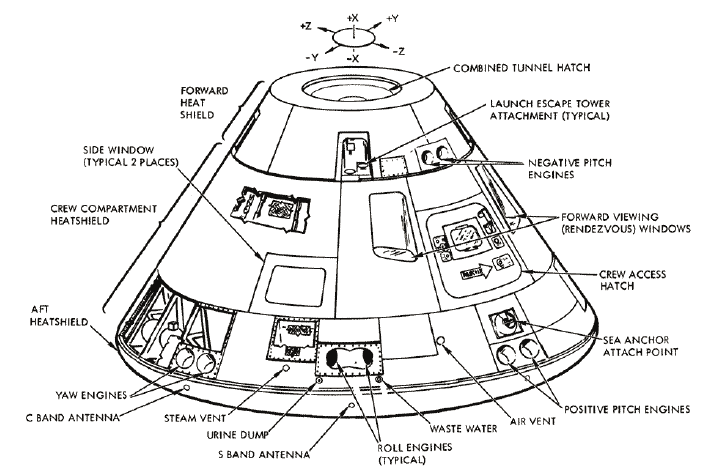 +X
+Z
+Y
-Y
-Z
-X
COMBINED TUNNEL HATCH
FORWARD
HEAT
SHIELD
LAUNCH ESCAPE TOWER
ATTACHMENT (TYPICAL)
SIDE WINDOW
(TYPICAL 2 PLACES)
NEGATIVE PITCH
ENGINES
CREW COMPARTMENT
HEATSHIELD
FORWARD VIEWING
(RENDEZVOUS) WINDOWS
CREW ACCESS
HATCH
AFT
HEATSHIELD
SEA ANCHOR
ATTACH POINT
YAW ENGINES
C BAND ANTENNA
STEAM VENT
URINE DUMP
S BAND ANTENNA
ROLL ENGINES
(TYPICAL)
WASTE WATER
AIR VENT
POSITIVE PITCH ENGINES